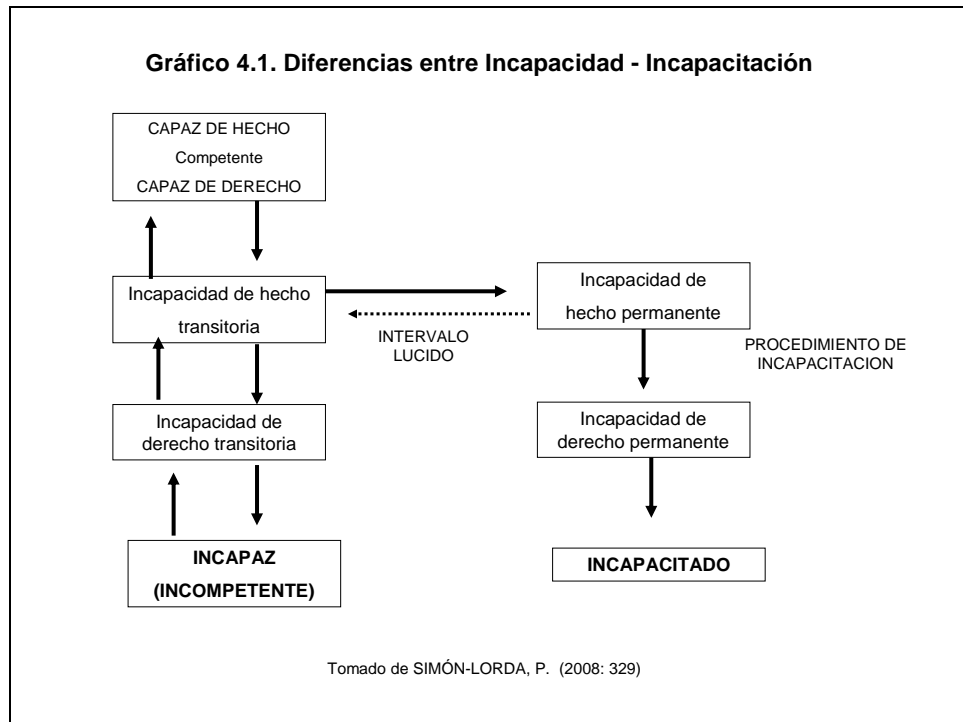 Gráfico 4.1. Diferencias entre Incapacidad - Incapacitación
CAPAZ DE HECHO
Competente
CAPAZ DE DERECHO
Incapacidad de hecho
transitoria
INTERVALO
LUCIDO
Incapacidad de
hecho permanente
PROCEDIMIENTO DE
INCAPACITACION
Incapacidad de
derecho transitoria
Incapacidad de
derecho permanente
INCAPAZ
(INCOMPETENTE)
INCAPACITADO
Tomado de SIMÓN-LORDA, P. (2008: 329)